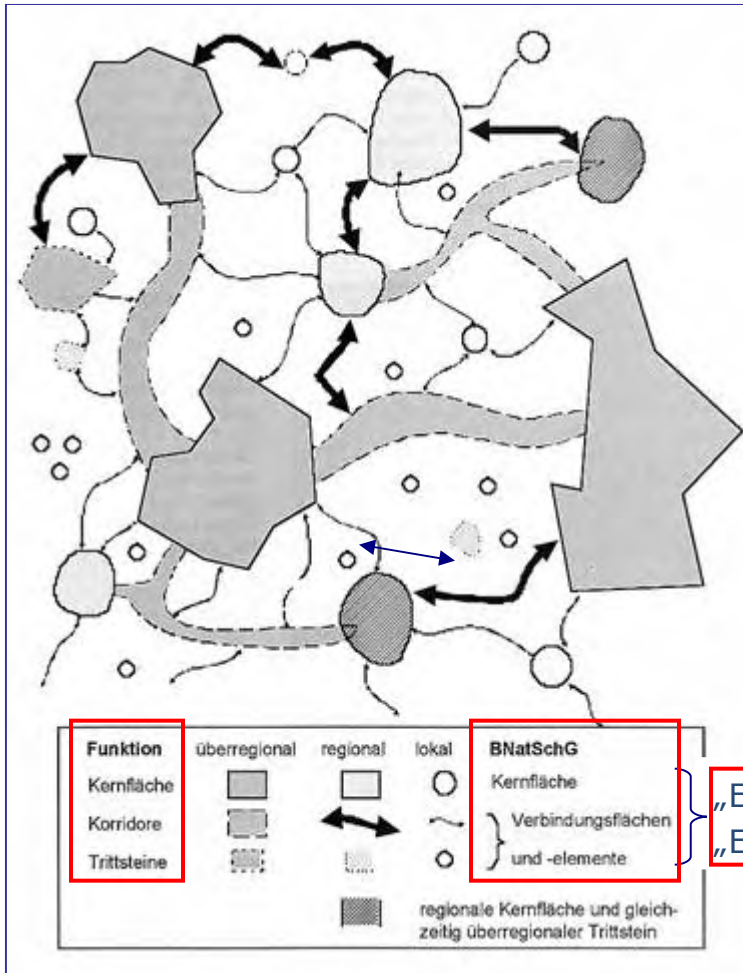 Funktion überregional regional lokal BNatSchG
Kernfläche Kernfläche
Korridore Verbindungsflächen
Trittsteine und -elemente
regionale Kernfläche und gleich-
zeitig überregionaler Trittstein
„E
„E